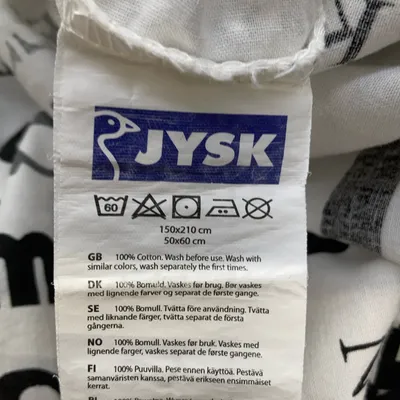 JYSK
60
150x210 cm
50x60 cm
GB 100% Cotton. Wash before use. Wash with
similar colors, wash separately the first times.
DK 100% Bomuld. Vaskes før brug. Bør vaskes
med lignende farver og separat de første gange.
SE 100% Bomull. Tvätta före användning. Tvätta
med liknande färger, tvätta separat de första
gångerna.
NO 100% Bomull. Vaskes før bruk. Vaskes med
lignende farger, vaskes separat de første gangene.
FI 100% Puuvilla. Pese ennen käyttöä. Pestävä
samanväristen kanssa, pestävä erikseen ensimmäiset
kerrat.